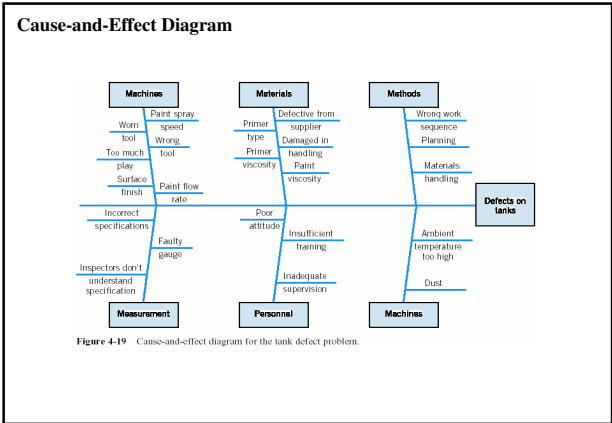 Cause-and-Effect Diagram
Machines
Materials
Methods
Paint spray
speed
Worn
tool
Wrong
tool
Too much
play
Surface
finish
Paint flow
rate
Defective from
supplier
Primer
type
Damaged in
handling
Primer
viscosity
Paint
viscosity
Wrong work
sequence
Planning
Materials
handling
Defects on
tanks
Incorrect
specifications
Faulty
gauge
Inspectors don't
understand
specification
Poor
attitude
Insufficient
training
Inadequate
supervision
Ambient
temperature
too high
Dust
Measurement
Personnel
Machines
Figure 4-19 Cause-and-effect diagram for the tank defect problem.